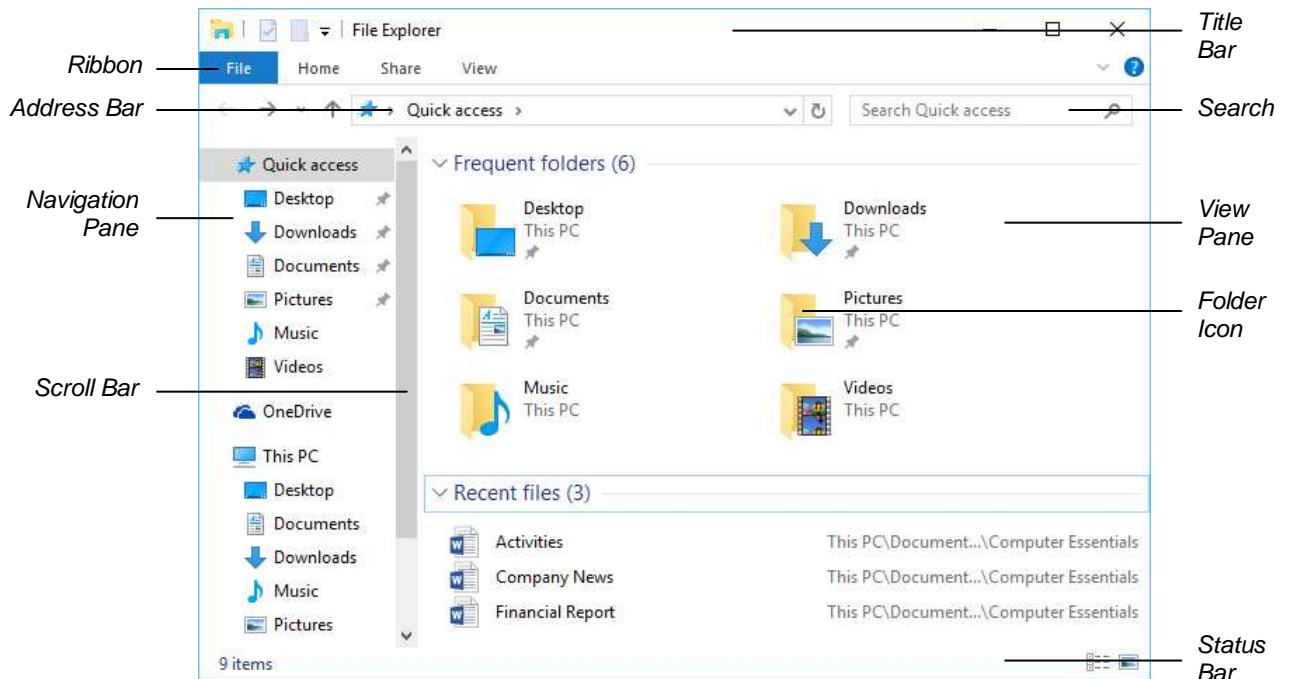 File Explorer
Title
Bar
Ribbon
File Home Share View
?
Address Bar
Quick access
Search Quick access
Search
Navigation
Pane
Quick access
Desktop
Downloads
Documents
Pictures
Music
Videos
OneDrive
This PC
Desktop
Documents
Downloads
Music
Pictures
Scroll Bar
Frequent folders (6)
Desktop
This PC
Downloads
This PC
Documents
This PC
Pictures
This PC
Music
This PC
Videos
This PC
View
Pane
Folder
Icon
Recent files (3)
Activities This PC\Document...\Computer Essentials
Company News This PC\Document...\Computer Essentials
Financial Report This PC\Document...\Computer Essentials
9 items
Status
Bar